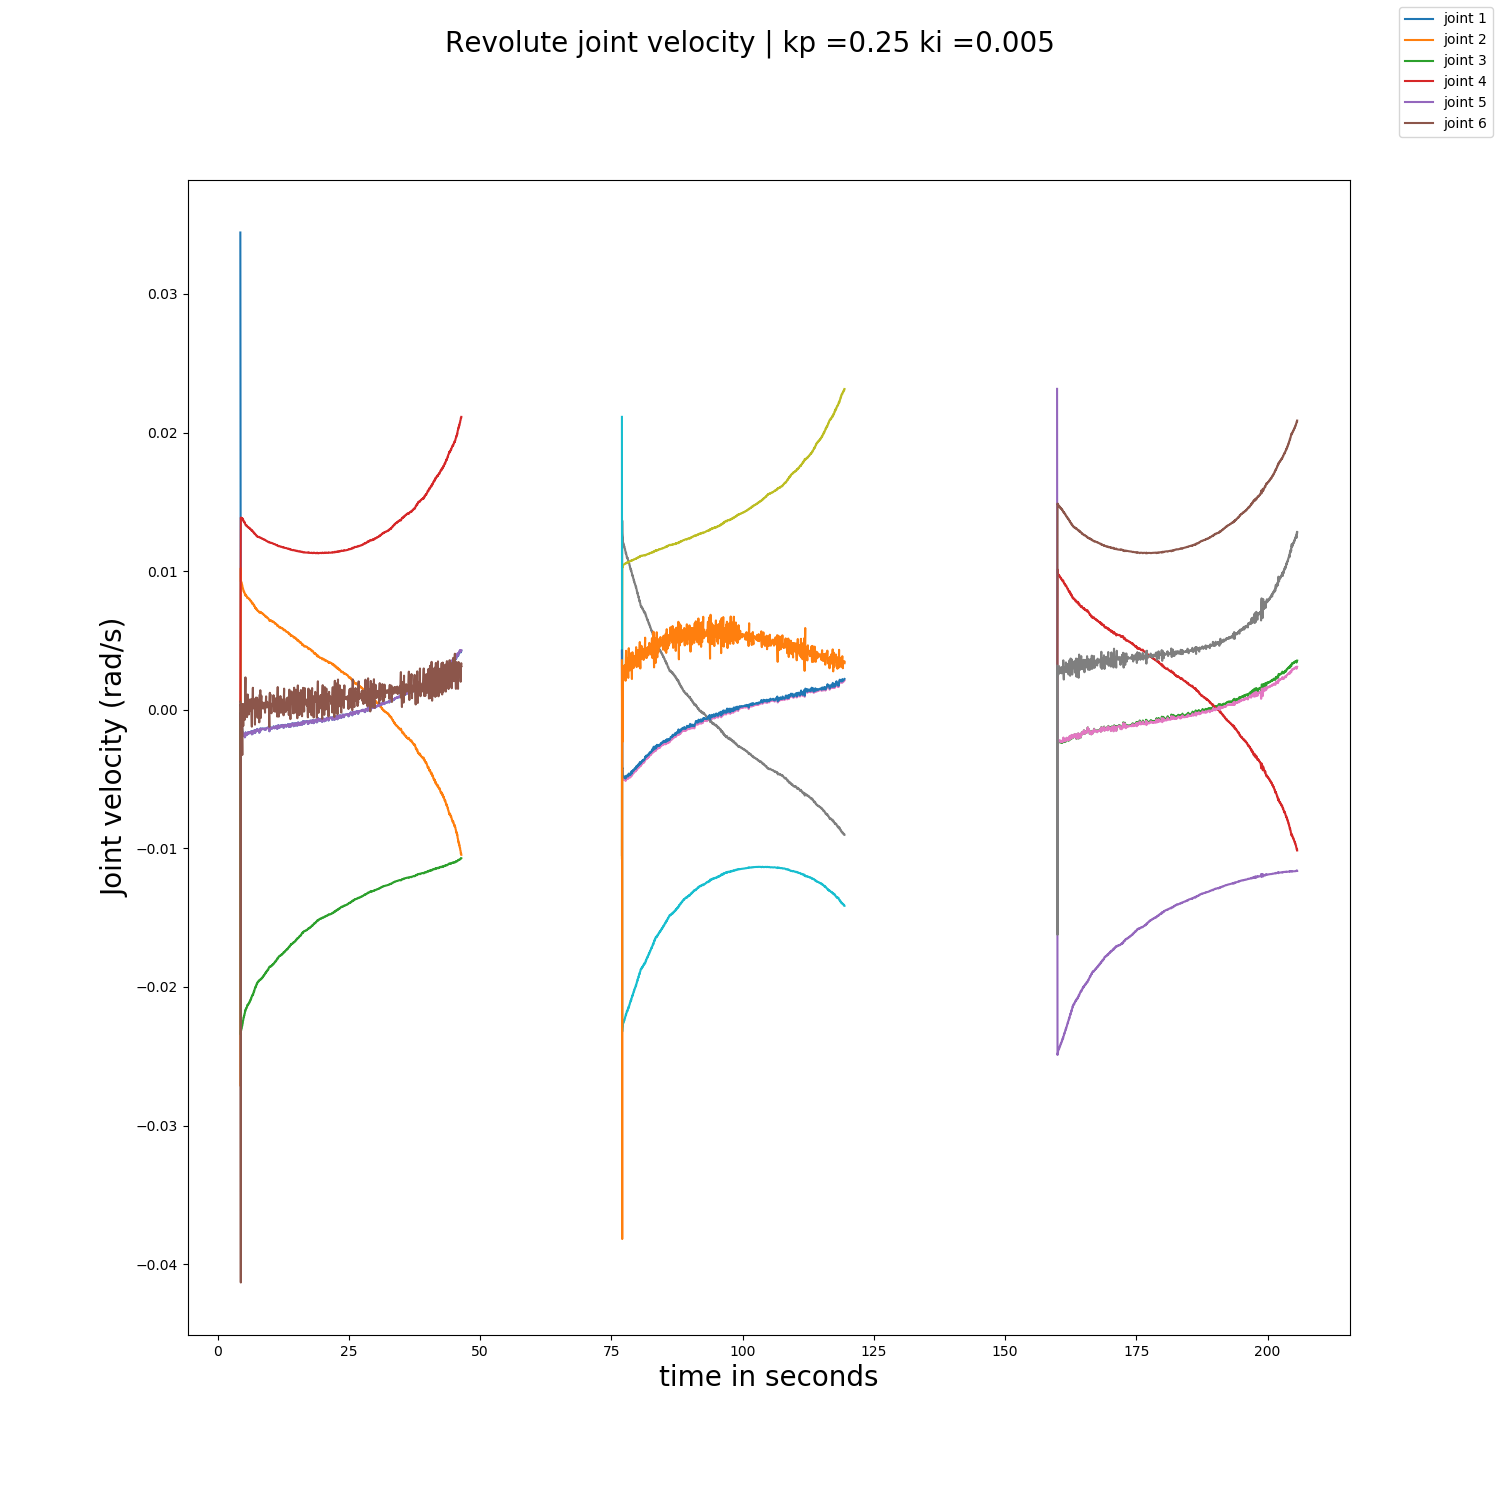 Revolute joint velocity | kp =0.25 ki =0.005
joint 1
joint 2
joint 3
joint 4
joint 5
joint 6
Joint velocity (rad/s)
0.03
0.02
0.01
0.00
−0.01
−0.02
−0.03
−0.04
0 25 50 75 100 125 150 175 200
time in seconds